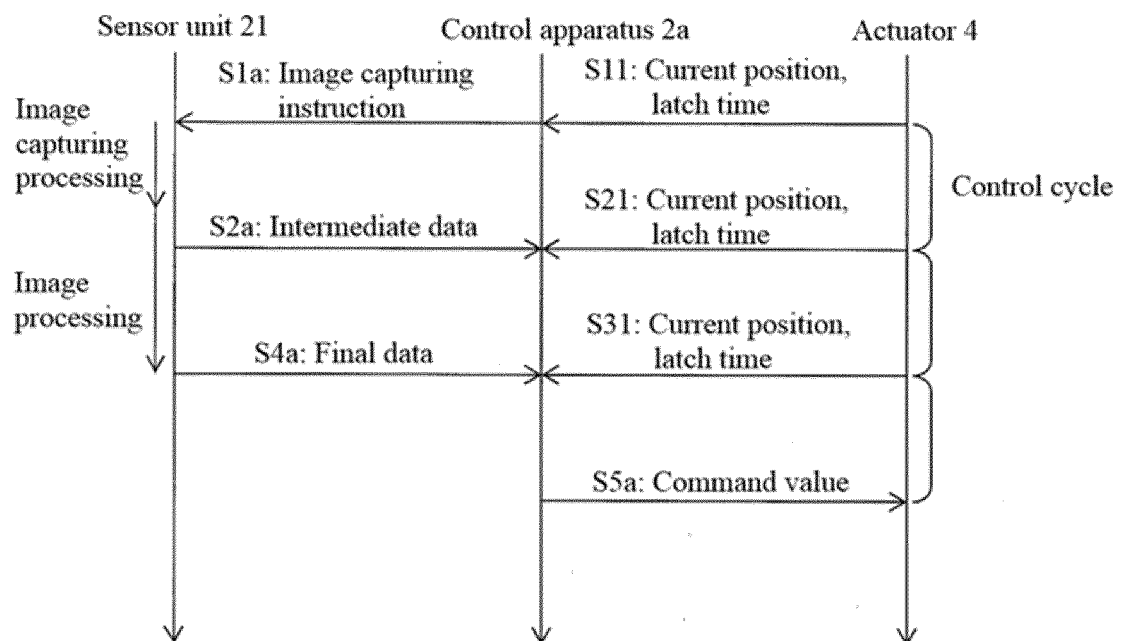 Sensor unit 21
Control apparatus 2a
Actuator 4
S1a: Image capturing
instruction
S11: Current position,
latch time
Image
capturing
processing
Control cycle
S2a: Intermediate data
S21: Current position,
latch time
Image
processing
S4a: Final data
S31: Current position,
latch time
S5a: Command value